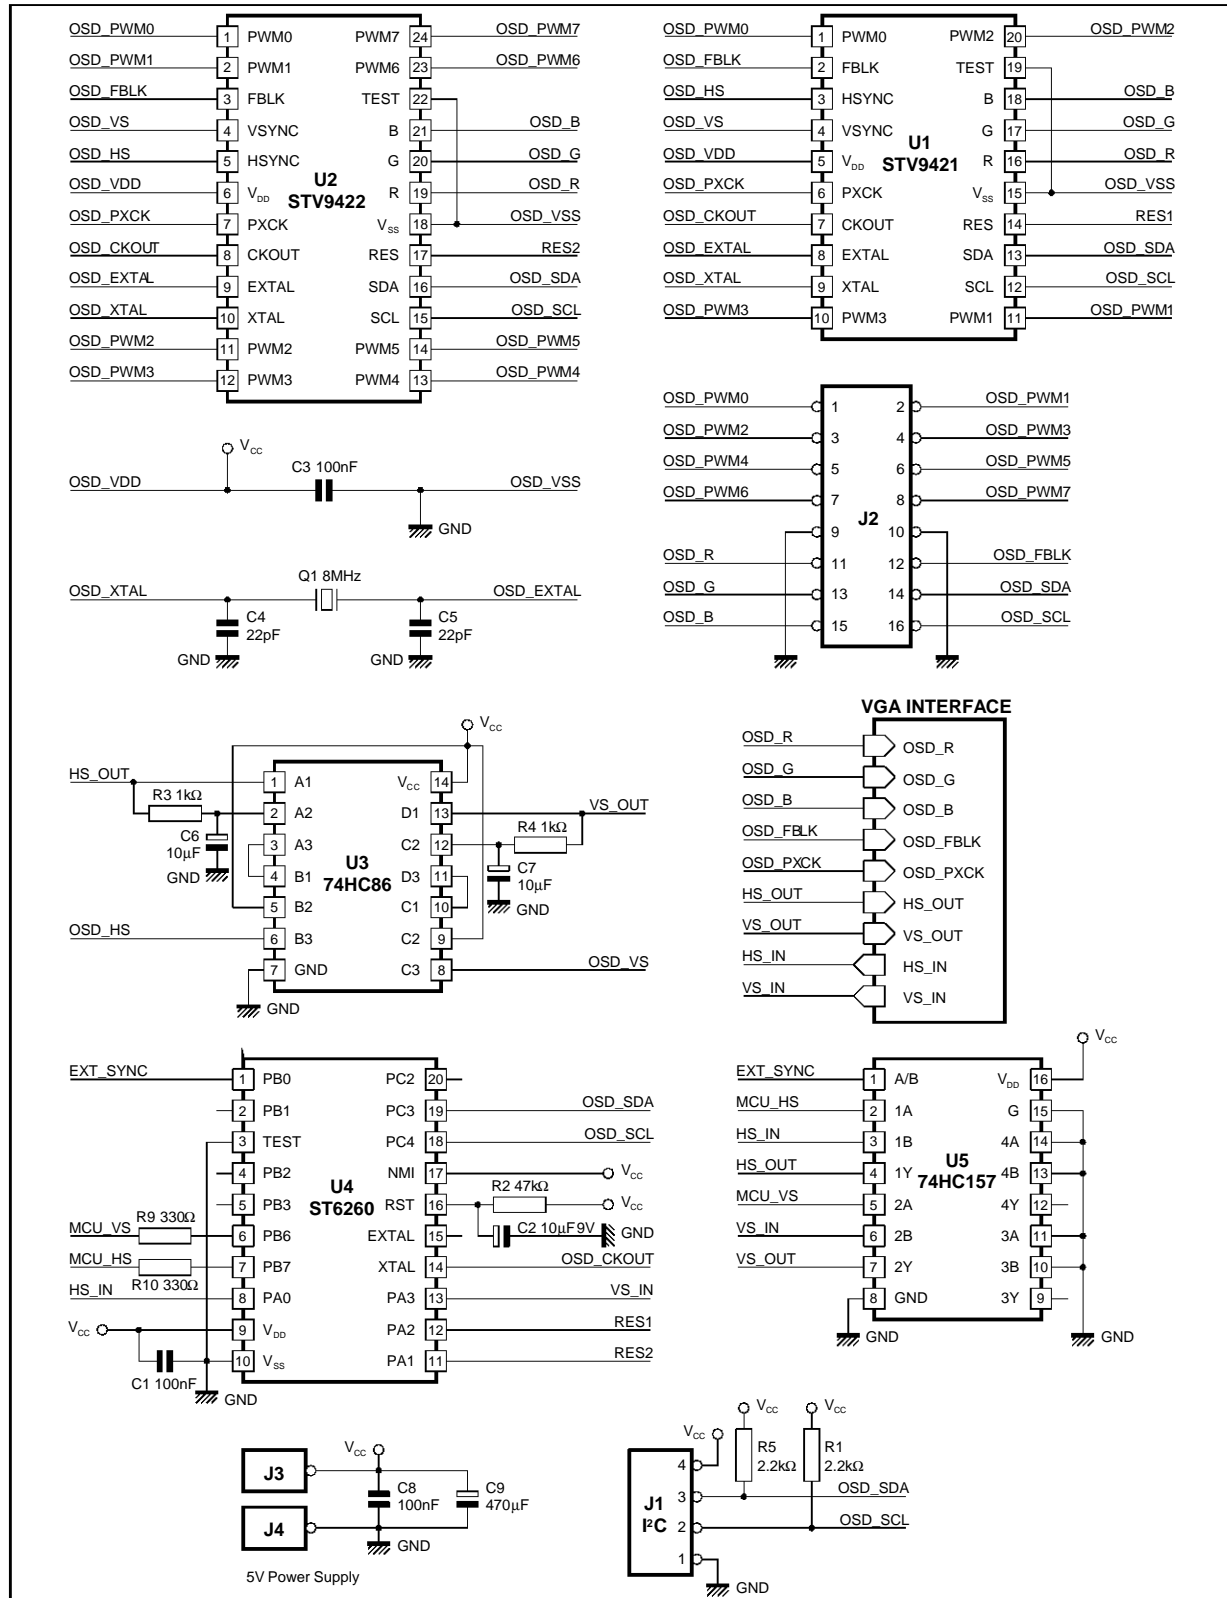 OSD_PWM0 1 PWM0 PWM7 24 OSD_PWM7
OSD_PWM1 2 PWM1 PWM6 23 OSD_PWM6
OSD_FBLK 3 FBLK TEST 22
OSD_VS 4 VSYNC B 21 OSD_B
OSD_HS 5 HSYNC G 20 OSD_G
U2
STV9422
OSD_VDD 6 VDD R 19 OSD_R
OSD_PXCK 7 PXCK VSS 18 OSD_VSS
OSD_CKOUT 8 CKOUT RES 17 RES2
OSD_EXTAL 9 EXTAL SDA 16 OSD_SDA
OSD_XTAL 10 XTAL SCL 15 OSD_SCL
OSD_PWM2 11 PWM2 PWM5 14 OSD_PWM5
OSD_PWM3 12 PWM3 PWM4 13 OSD_PWM4
OSD_PWM0 1 PWM0 PWM2 20 OSD_PWM2
OSD_FBLK 2 FBLK TEST 19
OSD_HS 3 HSYNC B 18 OSD_B
OSD_VS 4 VSYNC G 17 OSD_G
U1
STV9421
OSD_VDD 5 VDD R 16 OSD_R
OSD_PXCK 6 PXCK VSS 15 OSD_VSS
OSD_CKOUT 7 CKOUT RES 14 RES1
OSD_EXTAL 8 EXTAL SDA 13 OSD_SDA
OSD_XTAL 9 XTAL SCL 12 OSD_SCL
OSD_PWM3 10 PWM3 PWM1 11 OSD_PWM1
VCC
C3 100nF
OSD_VDD OSD_VSS
GND
Q1 8MHz
OSD_XTAL OSD_EXTAL
C4
22pF
C5
22pF
GND GND
OSD_PWM0 1 2 OSD_PWM1
OSD_PWM2 3 4 OSD_PWM3
OSD_PWM4 5 6 OSD_PWM5
OSD_PWM6 7 8 OSD_PWM7
J2
9 10
OSD_R 11 12 OSD_FBLK
OSD_G 13 14 OSD_SDA
OSD_B 15 16 OSD_SCL
VCC
HS_OUT 1 A1 VCC 14
R3 1kΩ 2 A2 D1 13 VS_OUT
C6
10µF
GND
3 A3 C2 12 R4 1kΩ
U3
74HC86
4 B1 D3 11
C7
10µF
GND
5 B2 C1 10
OSD_HS 6 B3 C2 9
7 GND C3 8 OSD_VS
GND
VGA INTERFACE
OSD_R OSD_R
OSD_G OSD_G
OSD_B OSD_B
OSD_FBLK OSD_FBLK
OSD_PXCK OSD_PXCK
HS_OUT HS_OUT
VS_OUT VS_OUT
HS_IN HS_IN
VS_IN VS_IN
EXT_SYNC 1 PB0 PC2 20
2 PB1 PC3 19 OSD_SDA
3 TEST PC4 18 OSD_SCL
4 PB2 NMI 17 VCC
U4
ST6260
5 PB3 RST 16 R2 47kΩ VCC
C2 10µF9V GND
MCU_VS R9 330Ω 6 PB6 EXTAL 15
MCU_HS R10 330Ω 7 PB7 XTAL 14 OSD_CKOUT
HS_IN 8 PA0 PA3 13 VS_IN
VCC 9 VDD PA2 12 RES1
10 VSS PA1 11 RES2
C1 100nF
GND
VCC
EXT_SYNC 1 A/B VDD 16
MCU_HS 2 1A G 15
HS_IN 3 1B 4A 14
U5
74HC157
HS_OUT 4 1Y 4B 13
MCU_VS 5 2A 4Y 12
VS_IN 6 2B 3A 11
VS_OUT 7 2Y 3B 10
8 GND 3Y 9
GND GND
VCC
J3
C8
100nF
C9
470µF
J4
GND
5V Power Supply
VCC VCC VCC
R5
2.2kΩ
R1
2.2kΩ
J1
I²C
4
3 OSD_SDA
2 OSD_SCL
1
GND